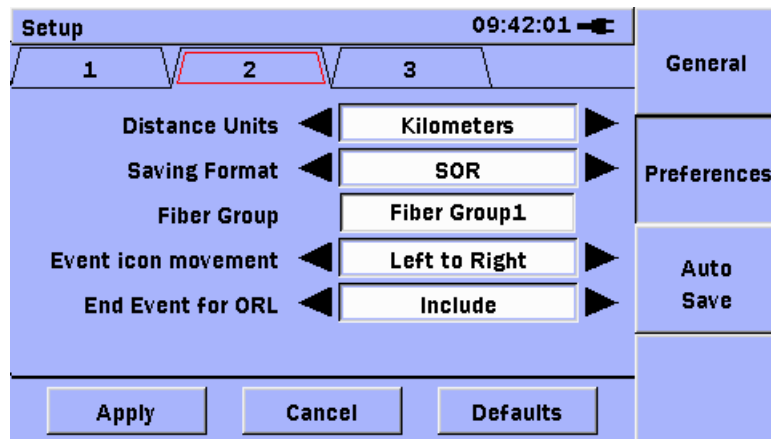 Setup 09:42:01
1 2 3
Distance Units Kilometers
Saving Format SOR
Fiber Group Fiber Group1
Event icon movement Left to Right
End Event for ORL Include
Apply Cancel Defaults
General
Preferences
Auto
Save